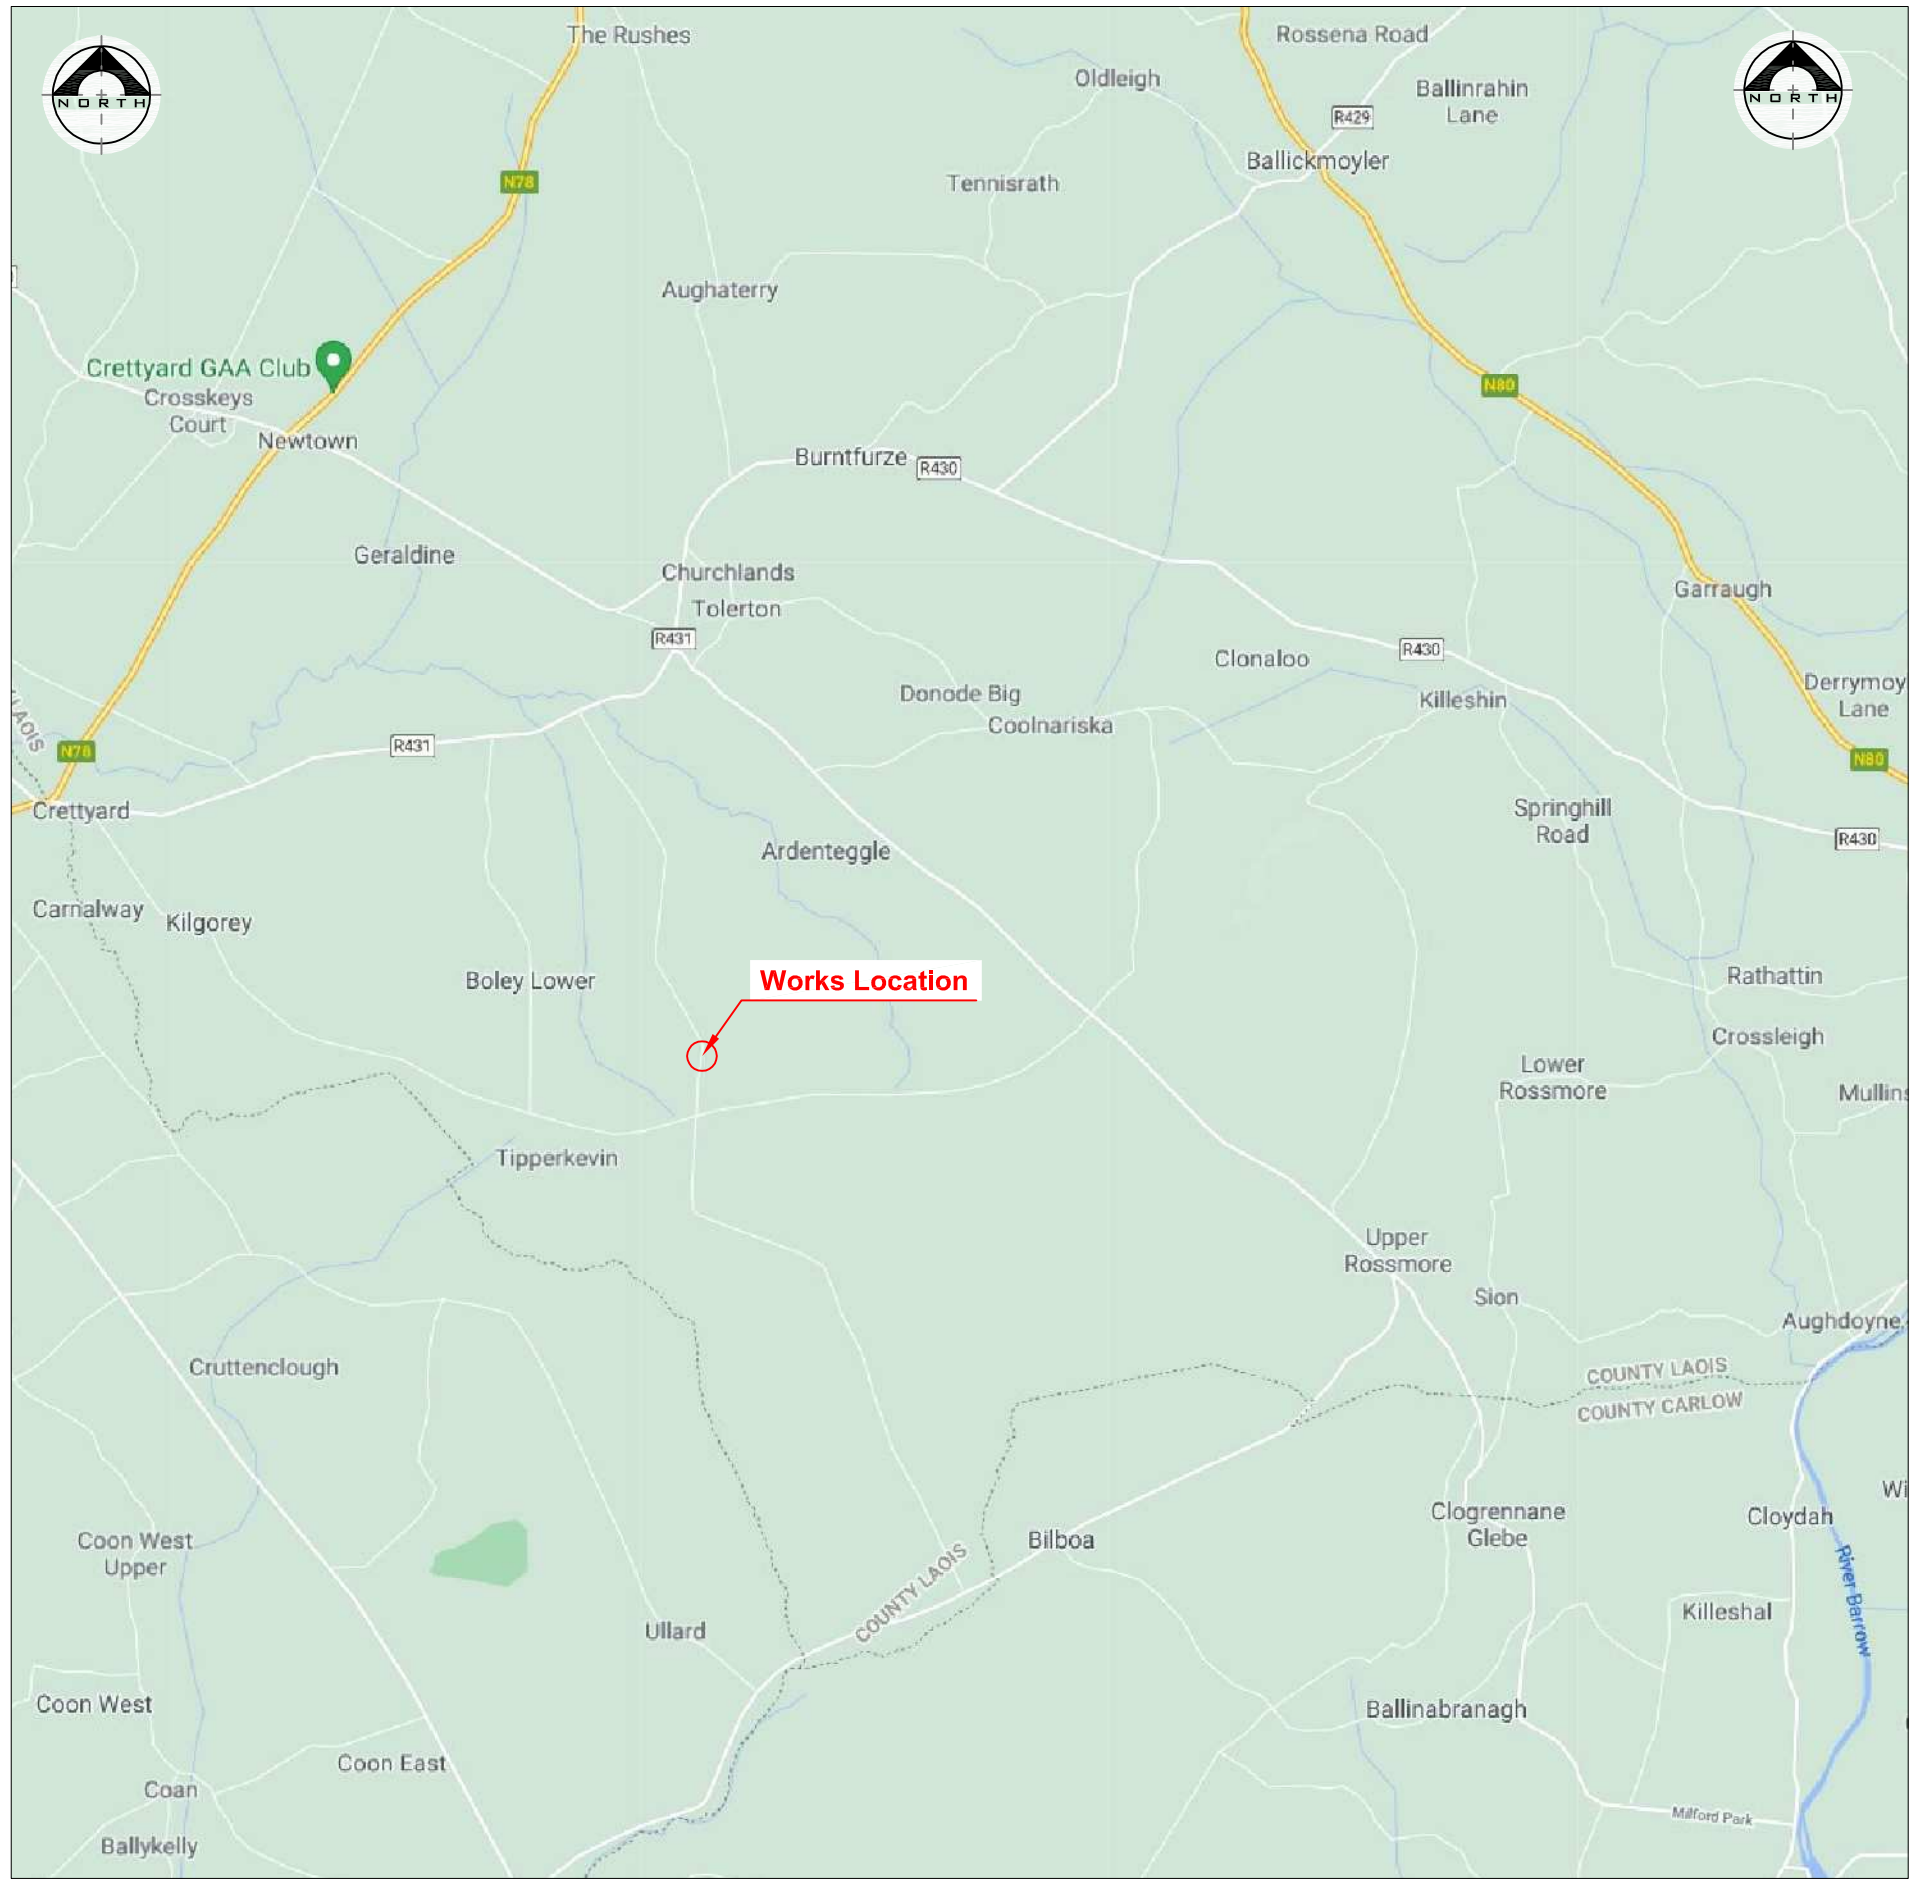 The Rushes
Rossena Road
NORTH
NORTH
Oldleigh
Ballinrahin
Lane
R429
Ballickmoyler
N78
Tennisrath
Aughaterry
Crettyard GAA Club
Crosskeys
Court
N80
Newtown
Burntfurze
R430
Geraldine
Churchlands
Tolerton
Garraugh
R431
R430
Clonaloo
Donode Big
Killeshin
Derrymoy
Lane
Coolnariska
LAOIS
N78
R431
N80
Crettyard
Springhill
Road
R430
Ardenteggle
Carnalway
Kilgorey
Boley Lower
Works Location
Rathattin
Crossleigh
Lower
Rossmore
Mullins
Tipperkevin
Upper
Rossmore
Sion
Aughdoyne
Cruttenclough
COUNTY LAOIS
COUNTY CARLOW
Wi
Clogrennane
Glebe
Cloydah
Coon West
Upper
Bilboa
COUNTY LAOIS
River Barrow
Killeshal
Ullard
Coon West
Ballinabranagh
Coon East
Coan
Milford Park
Ballykelly